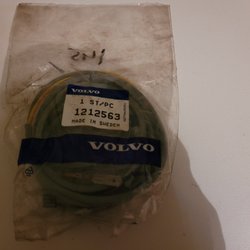 VOLVO
1 ST/PC
1212563
MADE IN SWEDEN
VOLVO